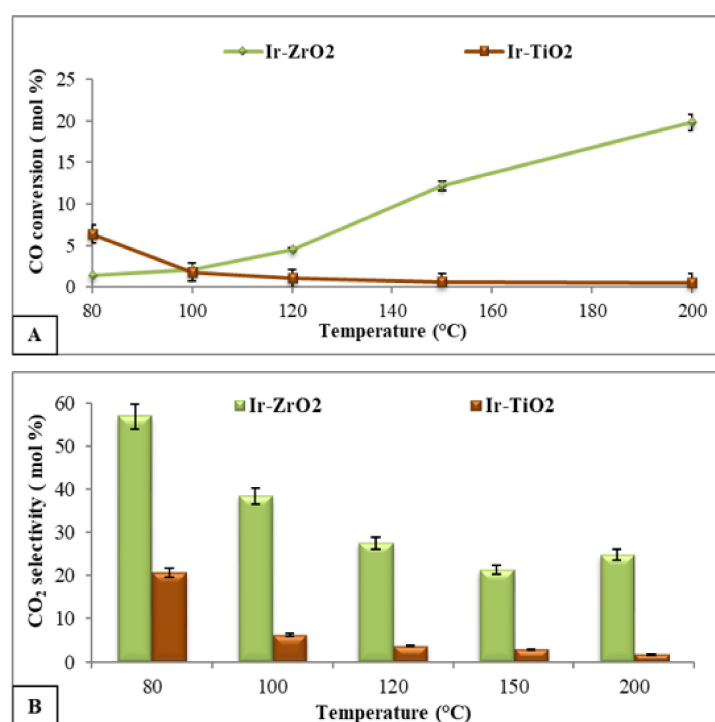 Ir-ZrO2 Ir-TiO2
CO conversion ( mol %)
25
20
15
10
5
0
80 100 120 140 160 180 200
Temperature (°C)
A
Ir-ZrO2 Ir-TiO2
CO₂ selectivity ( mol %)
60
50
40
30
20
10
0
80 100 120 150 200
Temperature (°C)
B